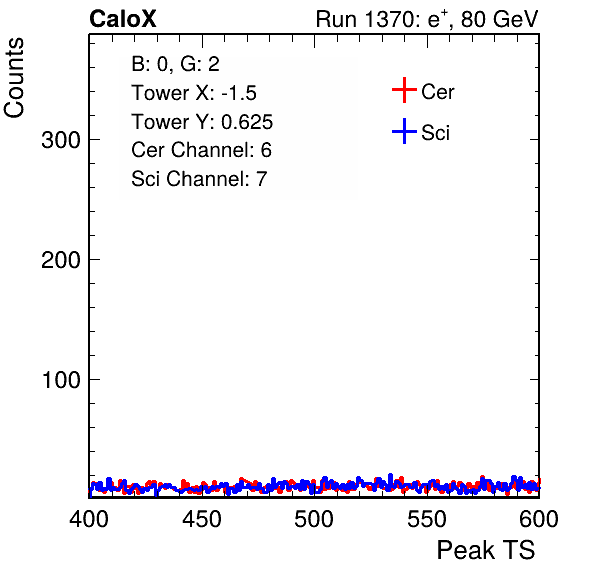 CaloX Run 1370: e⁺, 80 GeV
Counts
B: 0, G: 2
Tower X: -1.5
Tower Y: 0.625
Cer Channel: 6
Sci Channel: 7
Cer
Sci
300
200
100
400 450 500 550 600
Peak TS